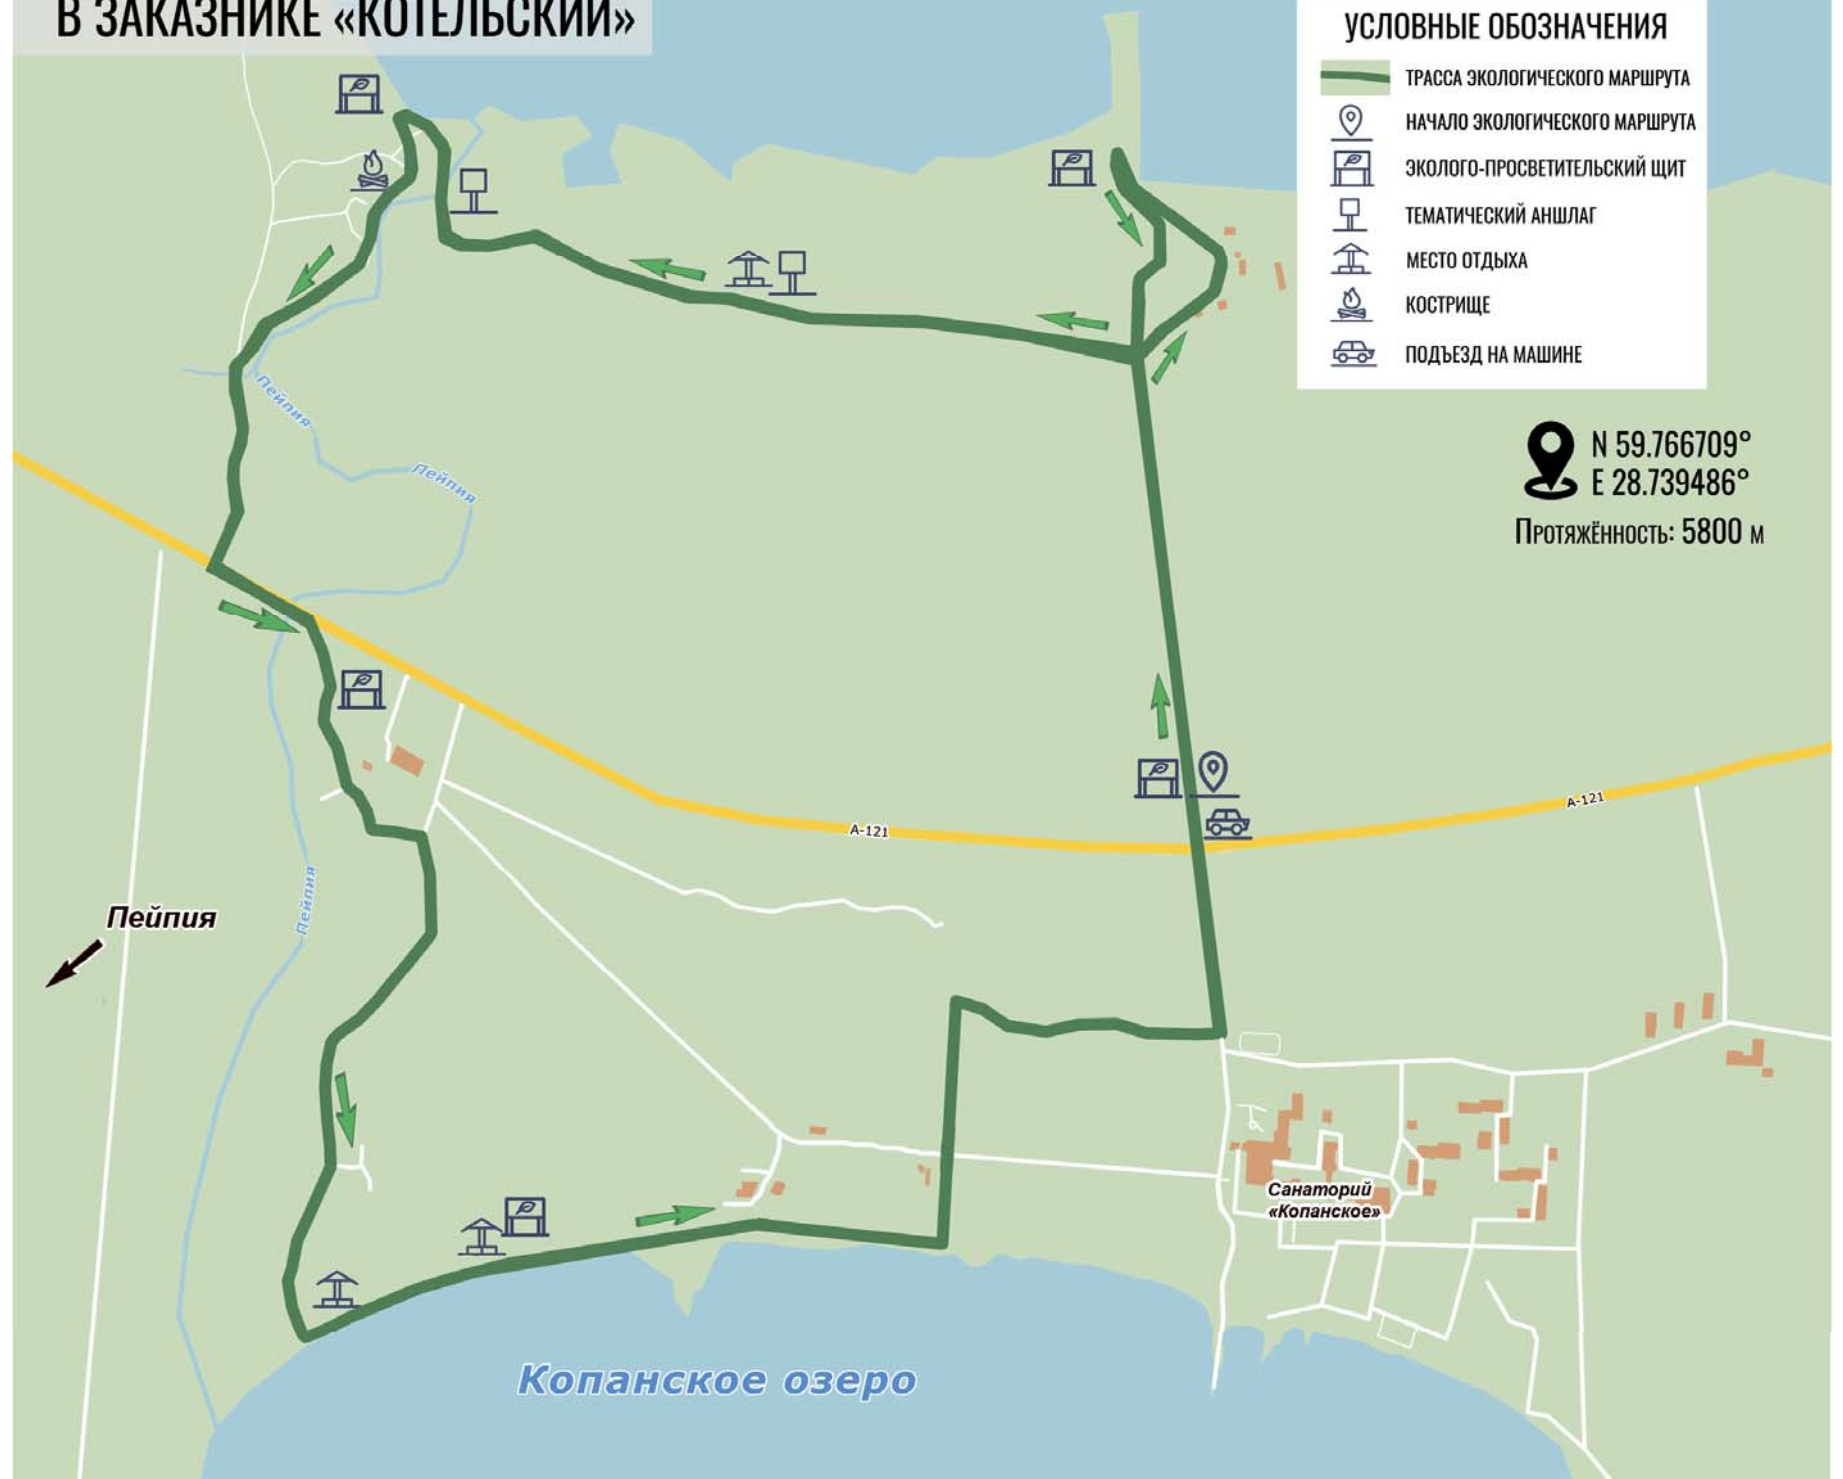 В ЗАКАЗНИКЕ «КОТЕЛЬСКИЙ»
УСЛОВНЫЕ ОБОЗНАЧЕНИЯ
ТРАССА ЭКОЛОГИЧЕСКОГО МАРШРУТА
НАЧАЛО ЭКОЛОГИЧЕСКОГО МАРШРУТА
ЭКОЛОГО-ПРОСВЕТИТЕЛЬСКИЙ ЩИТ
ТЕМАТИЧЕСКИЙ АНШЛАГ
МЕСТО ОТДЫХА
КОСТРИЩЕ
ПОДЪЕЗД НА МАШИНЕ
N 59.766709°
E 28.739486°
Протяжённость: 5800 м
Пейпия
Пейпия
А-121
А-121
Пейпия
Пейпия
Санаторий
«Копанское»
Копанское озеро